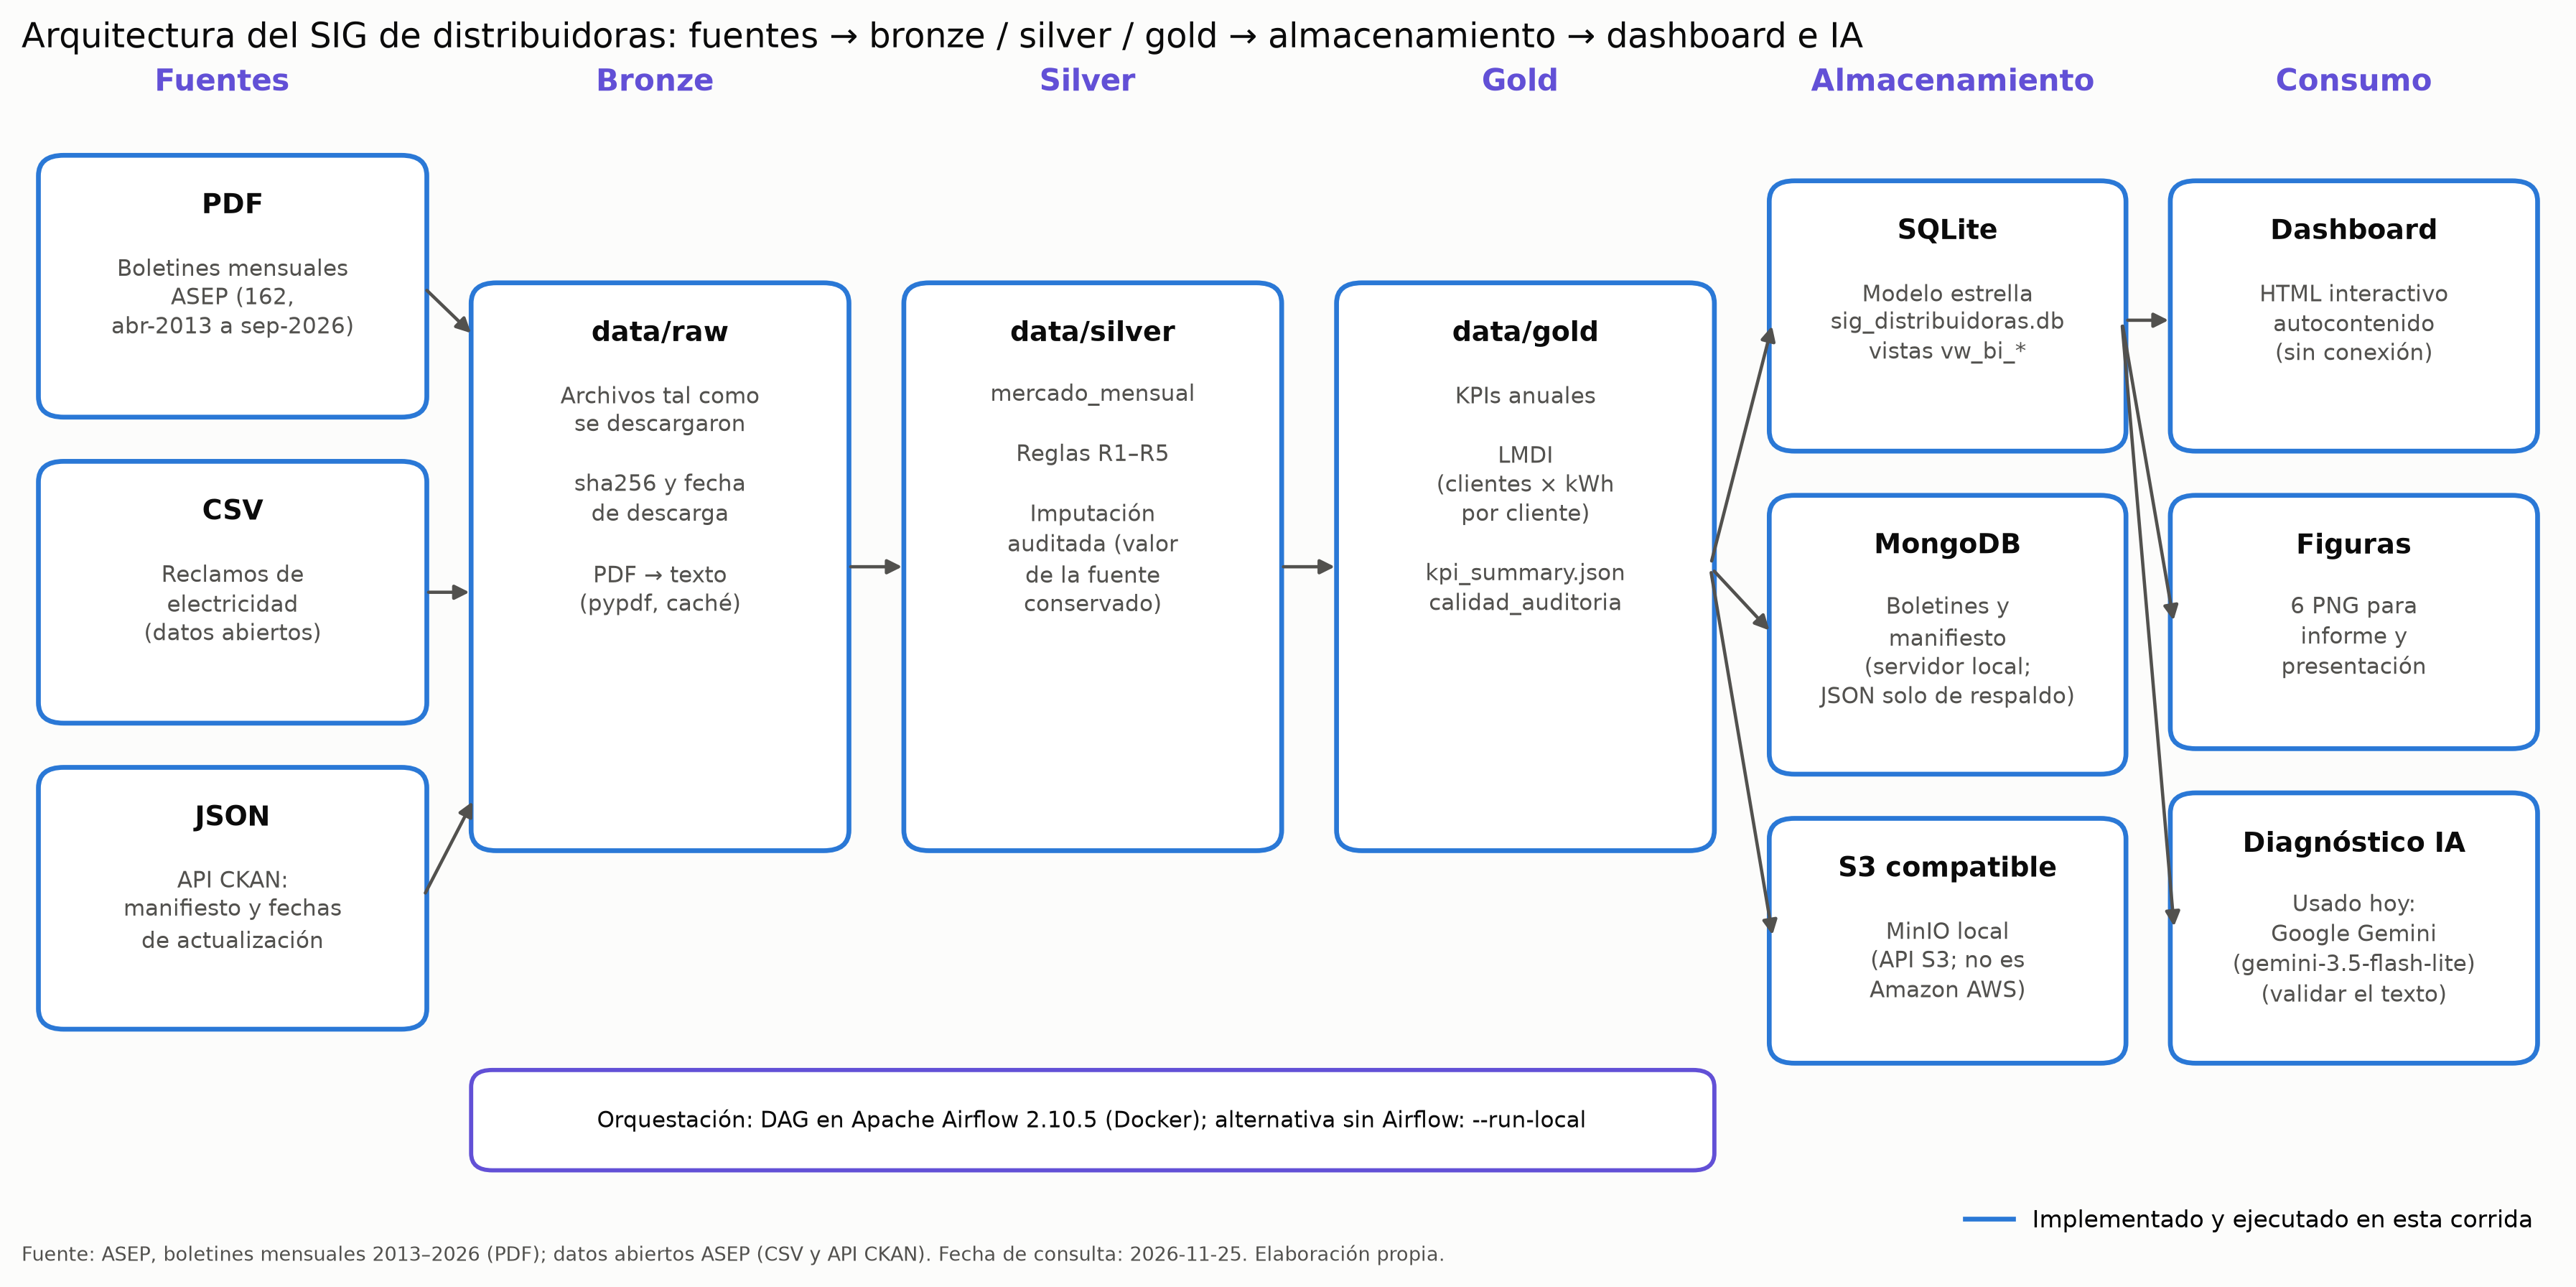 Arquitectura del SIG de distribuidoras: fuentes → bronze / silver / gold → almacenamiento → dashboard e IA
Fuentes
Bronze
Silver
Gold
Almacenamiento
Consumo
PDF
Boletines mensuales
ASEP (162,
abr-2013 a sep-2026)
CSV
Reclamos de
electricidad
(datos abiertos)
JSON
API CKAN:
manifiesto y fechas
de actualización
data/raw
Archivos tal como
se descargaron
sha256 y fecha
de descarga
PDF → texto
(pypdf, caché)
data/silver
mercado_mensual
Reglas R1–R5
Imputación
auditada (valor
de la fuente
conservado)
data/gold
KPIs anuales
LMDI
(clientes × kWh
por cliente)
kpi_summary.json
calidad_auditoria
SQLite
Modelo estrella
sig_distribuidoras.db
vistas vw_bi_*
MongoDB
Boletines y
manifiesto
(servidor local;
JSON solo de respaldo)
S3 compatible
MinIO local
(API S3; no es
Amazon AWS)
Dashboard
HTML interactivo
autocontenido
(sin conexión)
Figuras
6 PNG para
informe y
presentación
Diagnóstico IA
Usado hoy:
Google Gemini
(gemini-3.5-flash-lite)
(validar el texto)
Orquestación: DAG en Apache Airflow 2.10.5 (Docker); alternativa sin Airflow: --run-local
Implementado y ejecutado en esta corrida
Fuente: ASEP, boletines mensuales 2013–2026 (PDF); datos abiertos ASEP (CSV y API CKAN). Fecha de consulta: 2026-11-25. Elaboración propia.